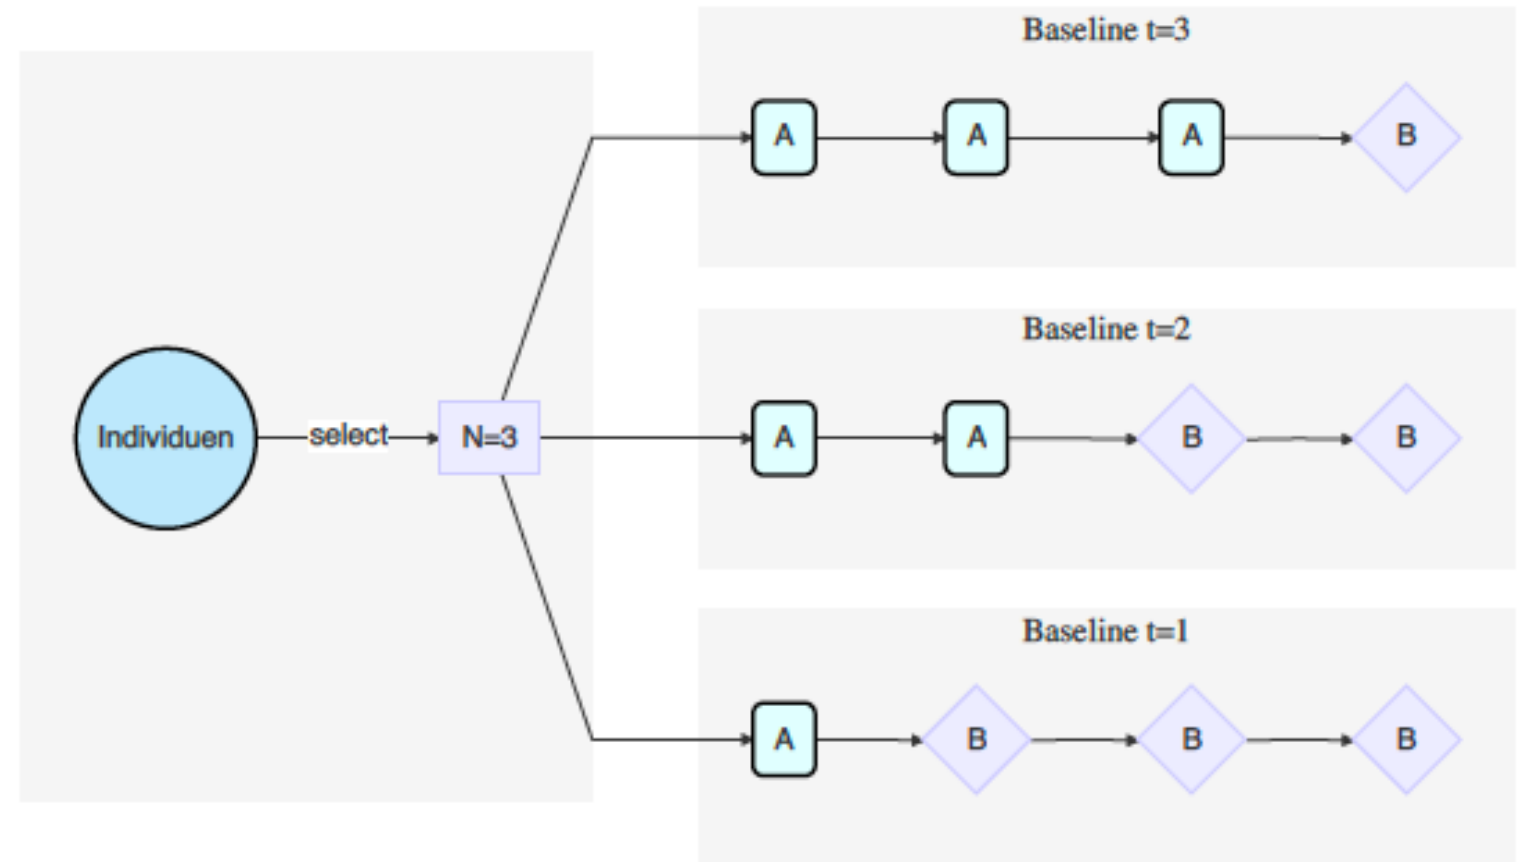 Individuen
select
N=3
Baseline t=3
A
A
A
B
Baseline t=2
A
A
B
B
Baseline t=1
A
B
B
B